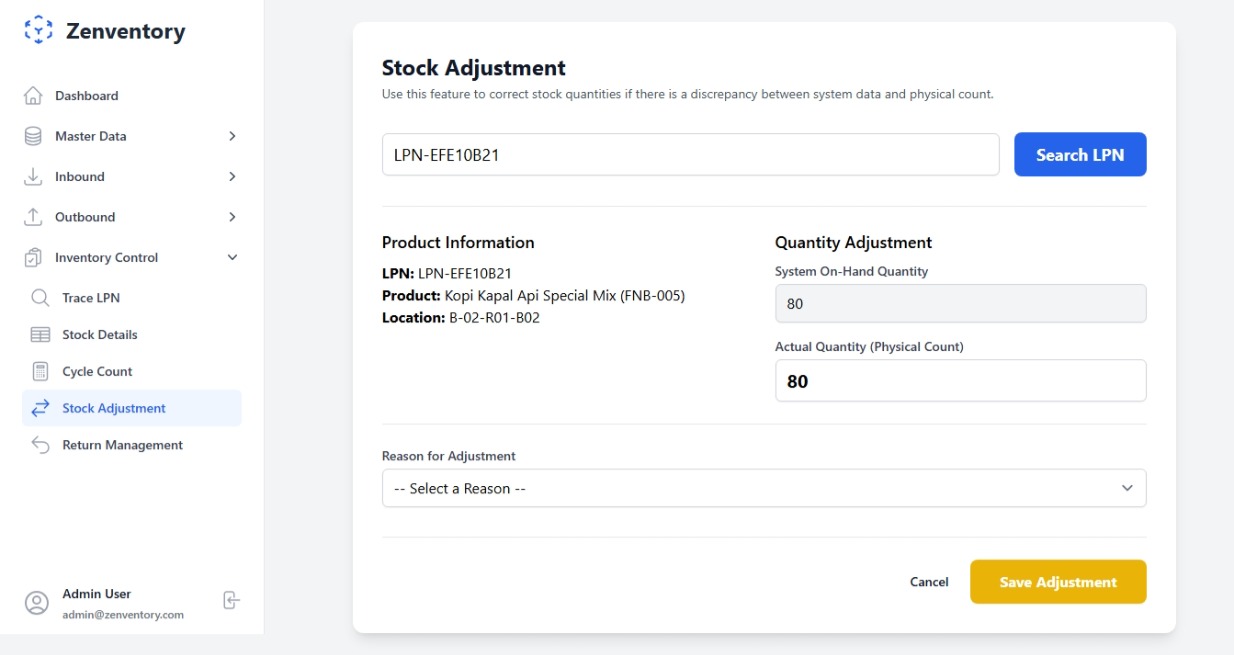 Zenventory
Dashboard
Master Data
Inbound
Outbound
Inventory Control
Trace LPN
Stock Details
Cycle Count
Stock Adjustment
Return Management
Admin User
admin@zenventory.com
Stock Adjustment
Use this feature to correct stock quantities if there is a discrepancy between system data and physical count.
LPN-EFE10B21
Search LPN
Product Information
LPN: LPN-EFE10B21
Product: Kopi Kapal Api Special Mix (FNB-005)
Location: B-02-R01-B02
Quantity Adjustment
System On-Hand Quantity
80
Actual Quantity (Physical Count)
80
Reason for Adjustment
-- Select a Reason --
Cancel
Save Adjustment